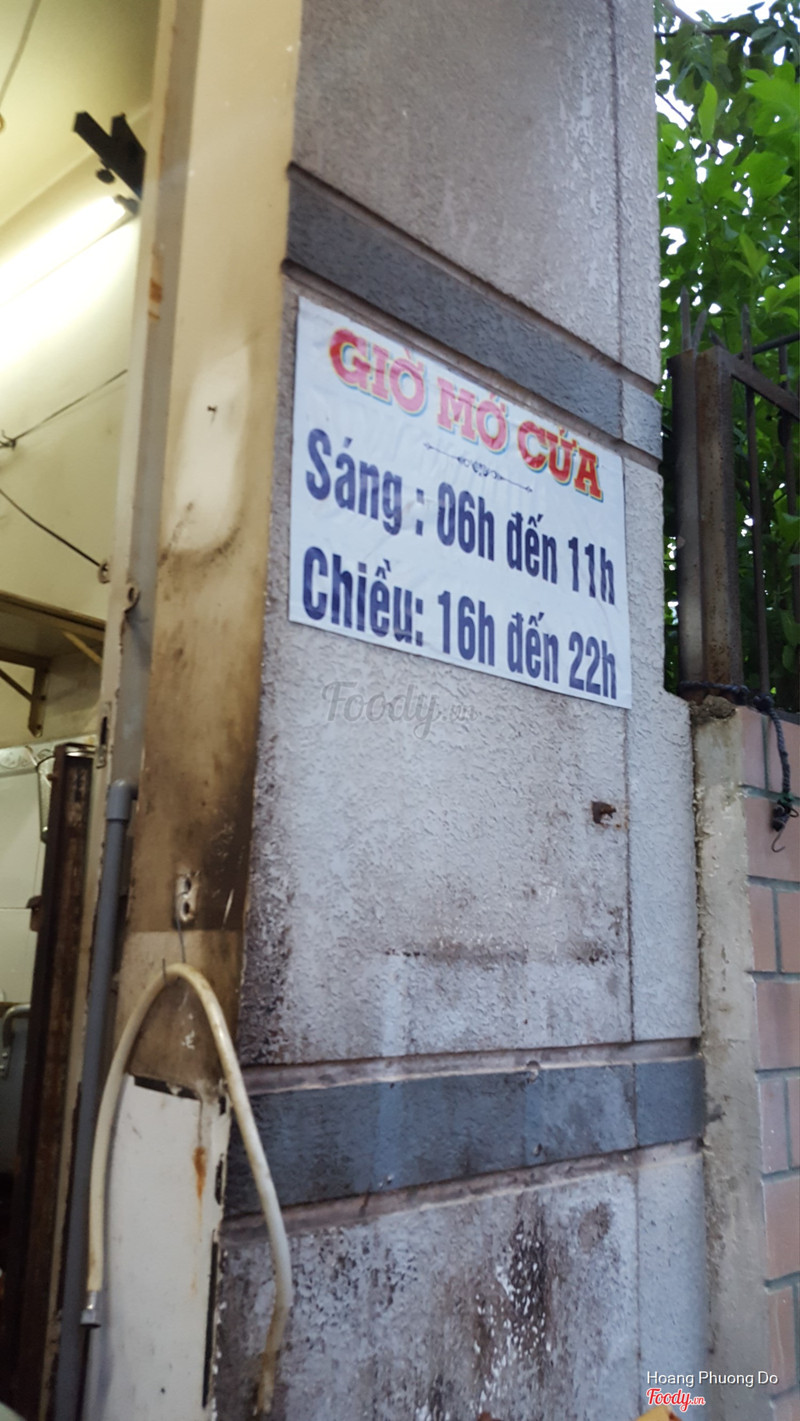 GIỜ MỞ CỬA
Sáng : 06h đến 11h
Chiều: 16h đến 22h
Foody.vn
Hoang Phuong Do
Foody.vn